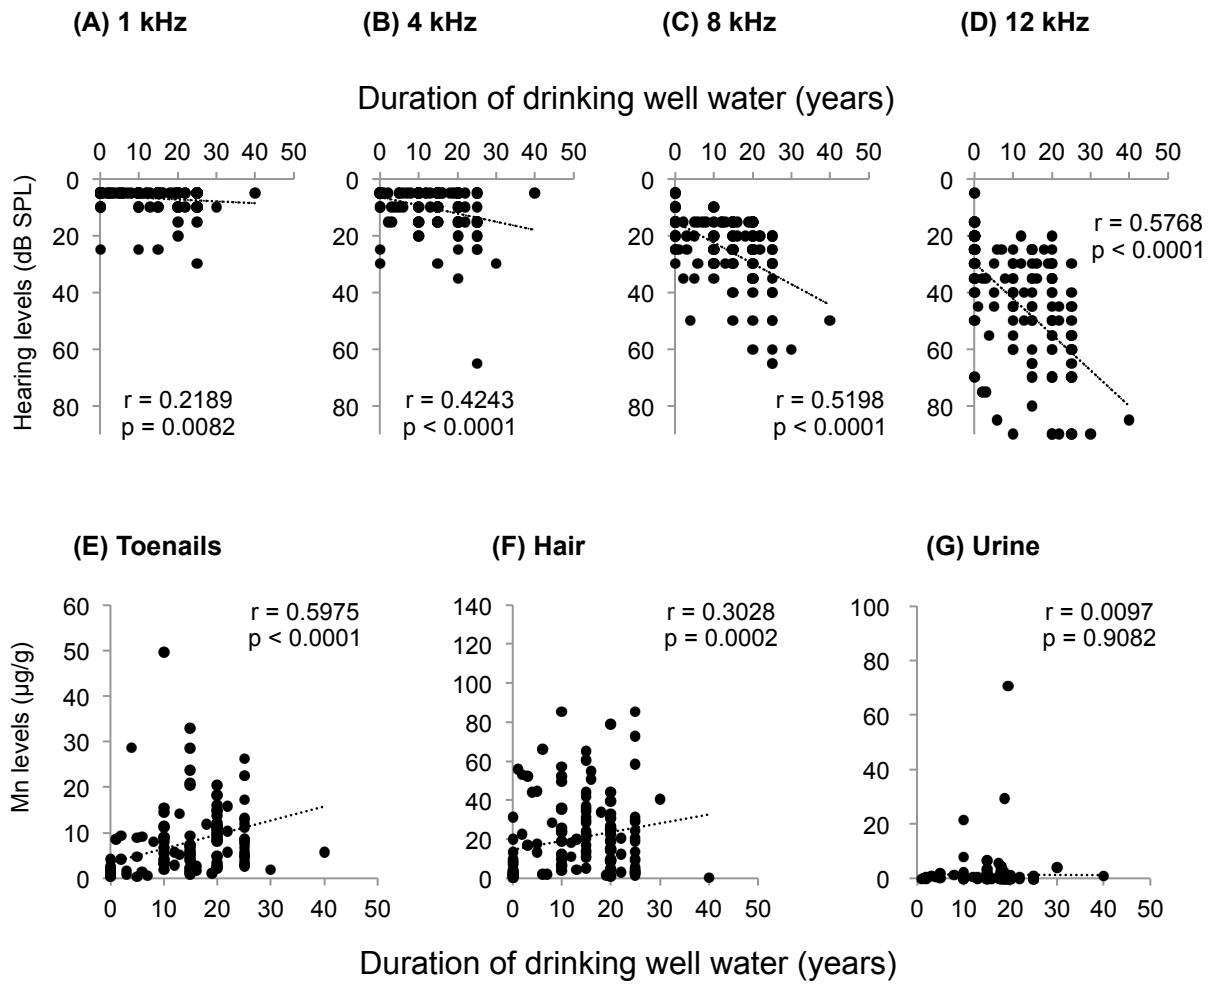 (A) 1 kHz (B) 4 kHz (C) 8 kHz (D) 12 kHz
Duration of drinking well water (years)
0 10 20 30 40 50 0 10 20 30 40 50 0 10 20 30 40 50 0 10 20 30 40 50
Hearing levels (dB SPL)
0 0 0 0
20 20 20 20
40 40 40 40
60 60 60 60
80 80 80 80
r = 0.2189
p = 0.0082
r = 0.4243
p < 0.0001
r = 0.5198
p < 0.0001
r = 0.5768
p < 0.0001
(E) Toenails (F) Hair (G) Urine
Mn levels (µg/g)
60
50
40
30
20
10
0
0 10 20 30 40 50
r = 0.5975
p < 0.0001
140
120
100
80
60
40
20
0
0 10 20 30 40 50
r = 0.3028
p = 0.0002
100
80
60
40
20
0
0 10 20 30 40 50
r = 0.0097
p = 0.9082
Duration of drinking well water (years)